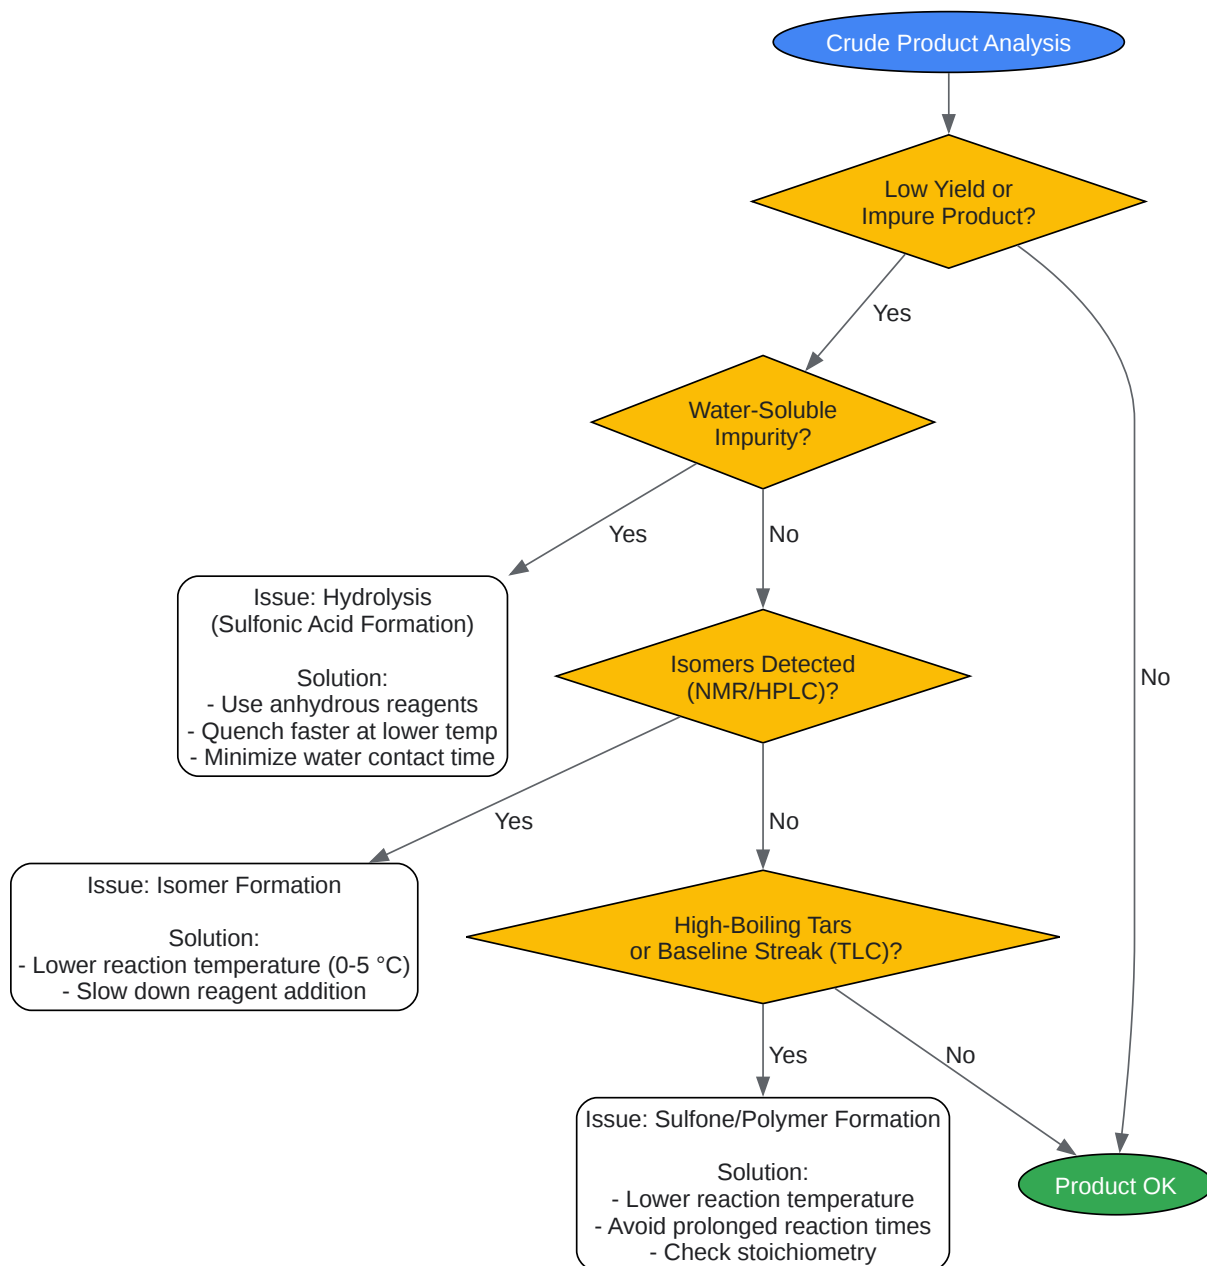 Crude Product Analysis
Low Yield or
Impure Product?
Yes
No
Water-Soluble
Impurity?
Yes
No
Issue: Hydrolysis
(Sulfonic Acid Formation)
Solution:
- Use anhydrous reagents
- Quench faster at lower temp
- Minimize water contact time
Isomers Detected
(NMR/HPLC)?
Yes
No
Issue: Isomer Formation
Solution:
- Lower reaction temperature (0-5 °C)
- Slow down reagent addition
High-Boiling Tars
or Baseline Streak (TLC)?
Yes
No
Issue: Sulfone/Polymer Formation
Solution:
- Lower reaction temperature
- Avoid prolonged reaction times
- Check stoichiometry
Product OK